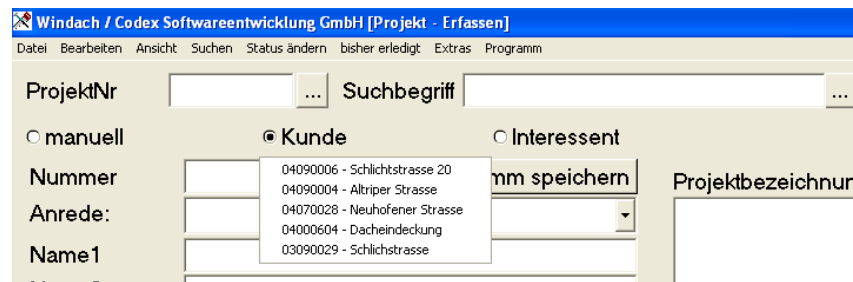 Windach / Codex Softwareentwicklung GmbH [Projekt - Erfassen]
Datei Bearbeiten Ansicht Suchen Status ändern bisher erledigt Extras Programm
ProjektNr ... Suchbegriff ...
manuell Kunde Interessent
Nummer mm speichern Projektbezeichnur
04090006 - Schlichtstrasse 20
04090004 - Altriper Strasse
04070028 - Neuhofener Strasse
04000604 - Dacheindeckung
03090029 - Schlichstrasse
Anrede:
Name1